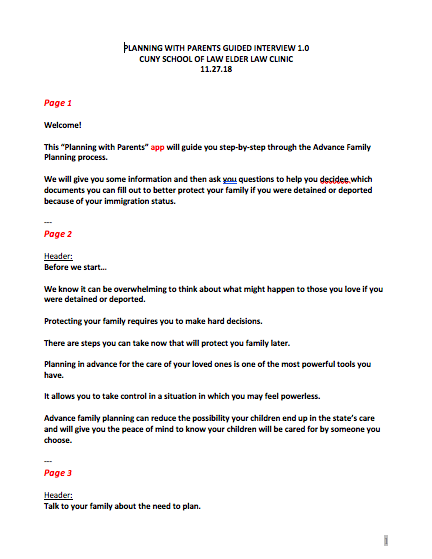 PLANNING WITH PARENTS GUIDED INTERVIEW 1.0
CUNY SCHOOL OF LAW ELDER LAW CLINIC
11.27.18
Page 1
Welcome!
This “Planning with Parents” app will guide you step-by-step through the Advance Family
Planning process.
We will give you some information and then ask you questions to help you decidee which
documents you can fill out to better protect your family if you were detained or deported
because of your immigration status.
---
Page 2
Header:
Before we start…
We know it can be overwhelming to think about what might happen to those you love if you
were detained or deported.
Protecting your family requires you to make hard decisions.
There are steps you can take now that will protect you family later.
Planning in advance for the care of your loved ones is one of the most powerful tools you
have.
It allows you to take control in a situation in which you may feel powerless.
Advance family planning can reduce the possibility your children end up in the state’s care
and will give you the peace of mind to know your children will be cared for by someone you
choose.
---
Page 3
Header:
Talk to your family about the need to plan.